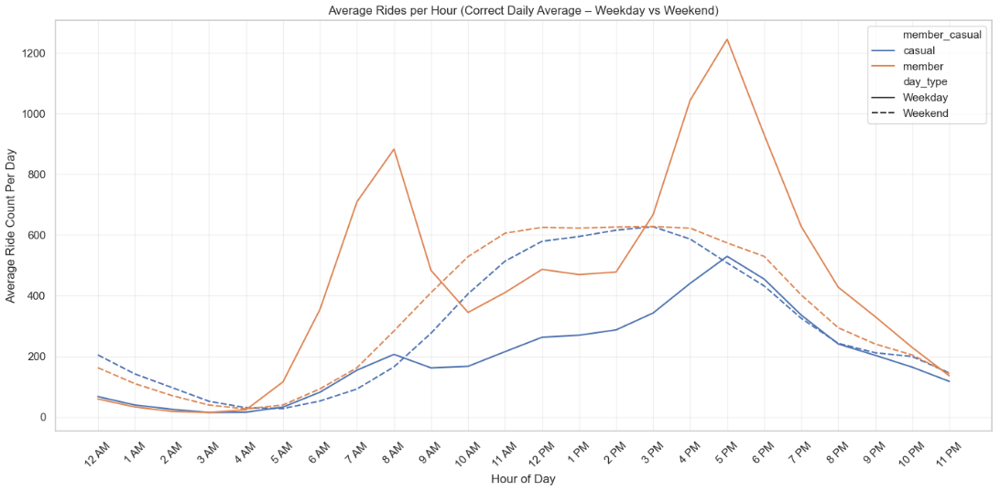 Average Rides per Hour (Correct Daily Average – Weekday vs Weekend)
member_casual
casual
member
day_type
Weekday
Weekend
Average Ride Count Per Day
1200
1000
800
600
400
200
0
12 AM
1 AM
2 AM
3 AM
4 AM
5 AM
6 AM
7 AM
8 AM
9 AM
10 AM
11 AM
12 PM
1 PM
2 PM
3 PM
4 PM
5 PM
6 PM
7 PM
8 PM
9 PM
10 PM
11 PM
Hour of Day